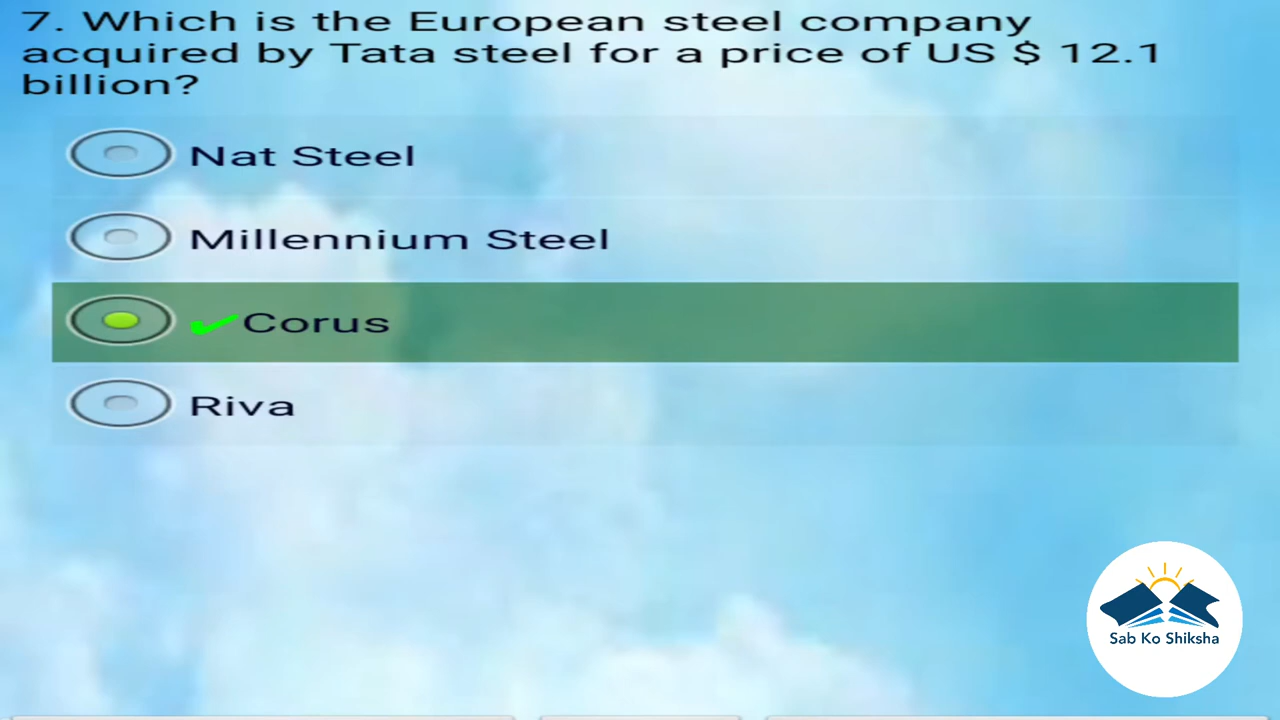 7. Which is the European steel company
acquired by Tata steel for a price of US $ 12.1
billion?
Nat Steel
Millennium Steel
Corus
Riva
Sab Ko Shiksha